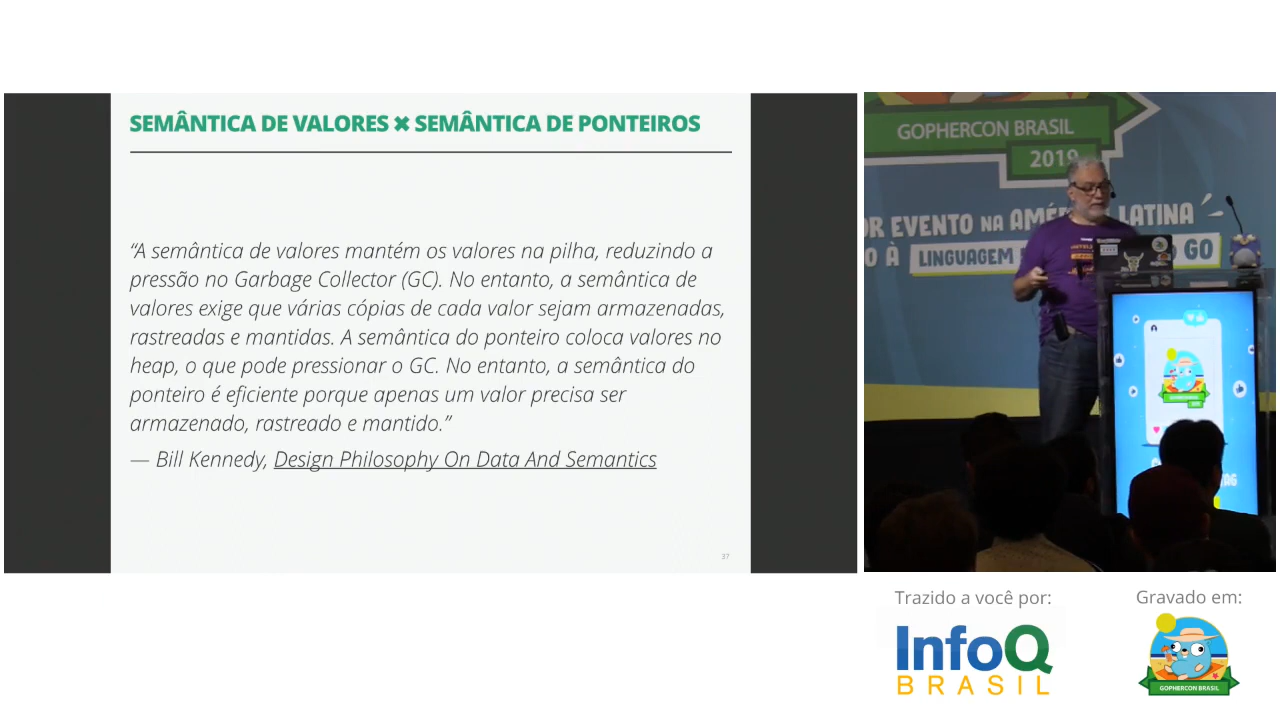 SEMÂNTICA DE VALORES ✖ SEMÂNTICA DE PONTEIROS
“A semântica de valores mantém os valores na pilha, reduzindo a
pressão no Garbage Collector (GC). No entanto, a semântica de
valores exige que várias cópias de cada valor sejam armazenadas,
rastreadas e mantidas. A semântica do ponteiro coloca valores no
heap, o que pode pressionar o GC. No entanto, a semântica do
ponteiro é eficiente porque apenas um valor precisa ser
armazenado, rastreado e mantido.”
— Bill Kennedy, Design Philosophy On Data And Semantics
37
GOPHERCON BRASIL
2019
EVENTO NA LATINA
À LINGUAGEM GO
Trazido a você por:
InfoQ
BRASIL
Gravado em:
GOPHERCON BRASIL